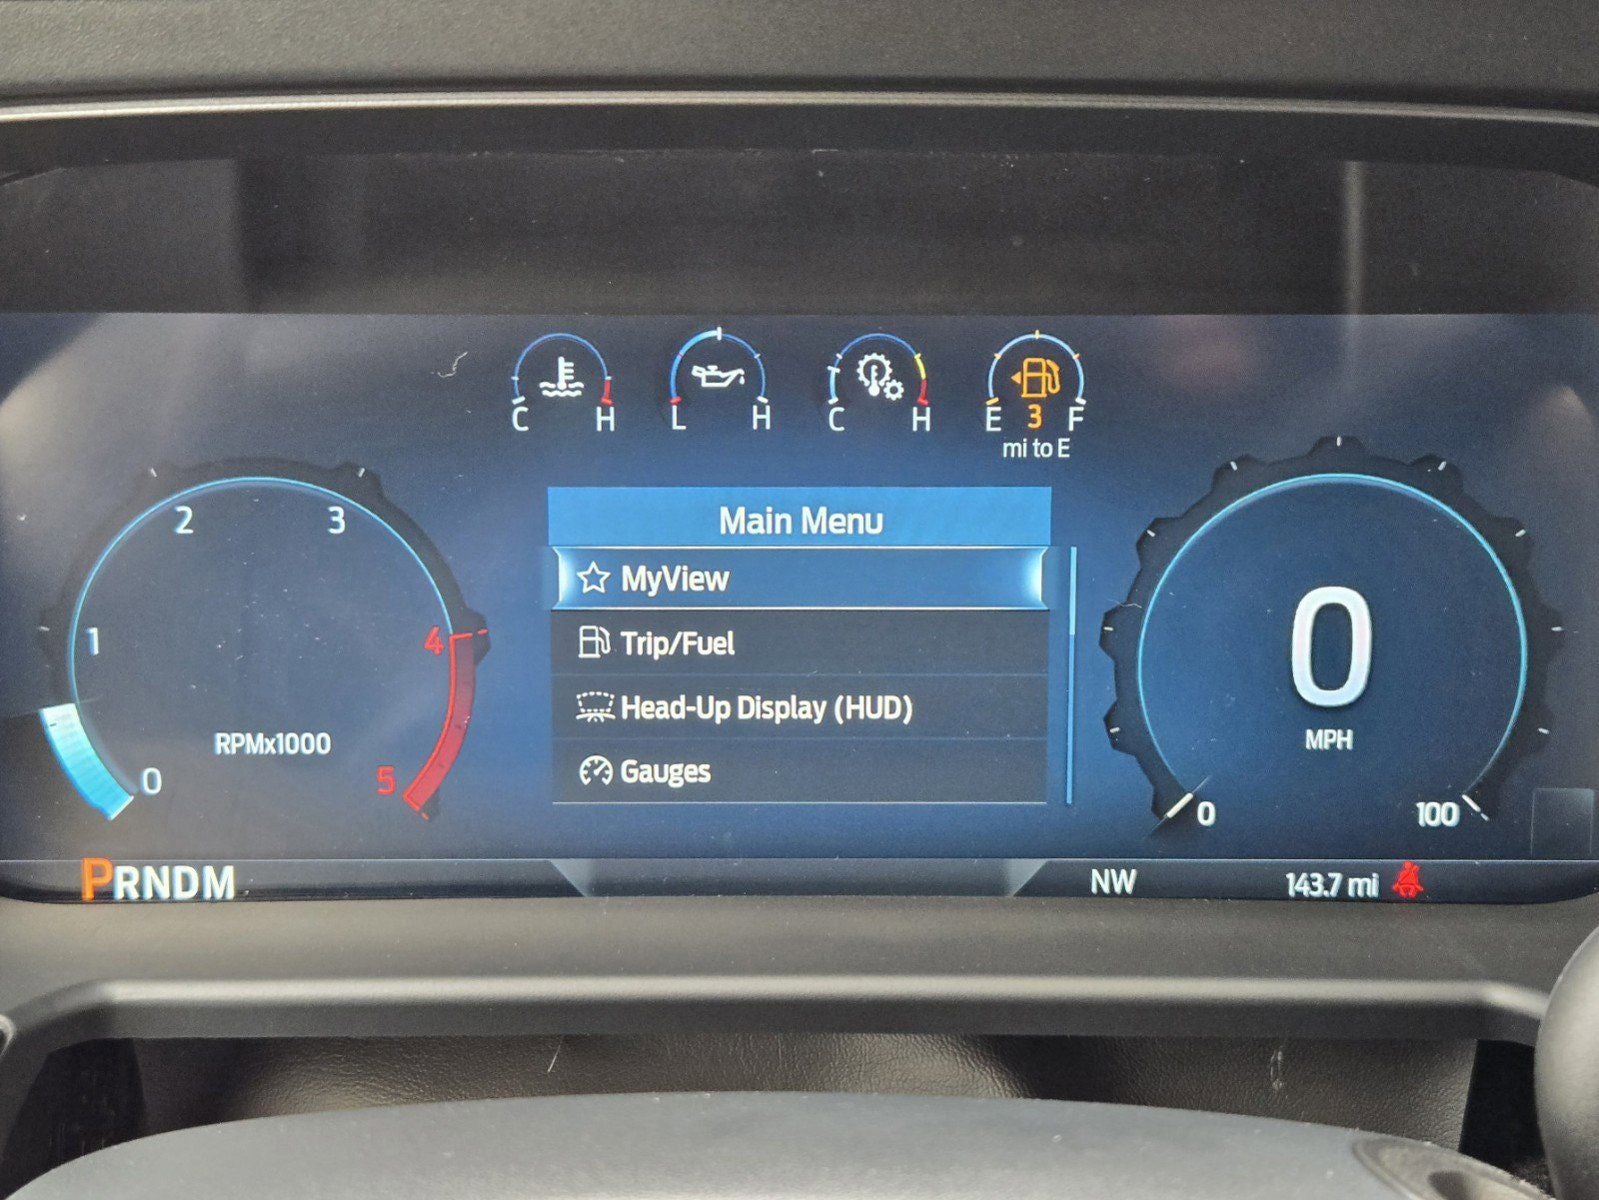 C H
L H
C H
E 3 F
mi to E
Main Menu
MyView
Trip/Fuel
Head-Up Display (HUD)
Gauges
0
1
2
3
4
5
RPMx1000
0
MPH
0
100
PRNDM
NW
143.7 mi